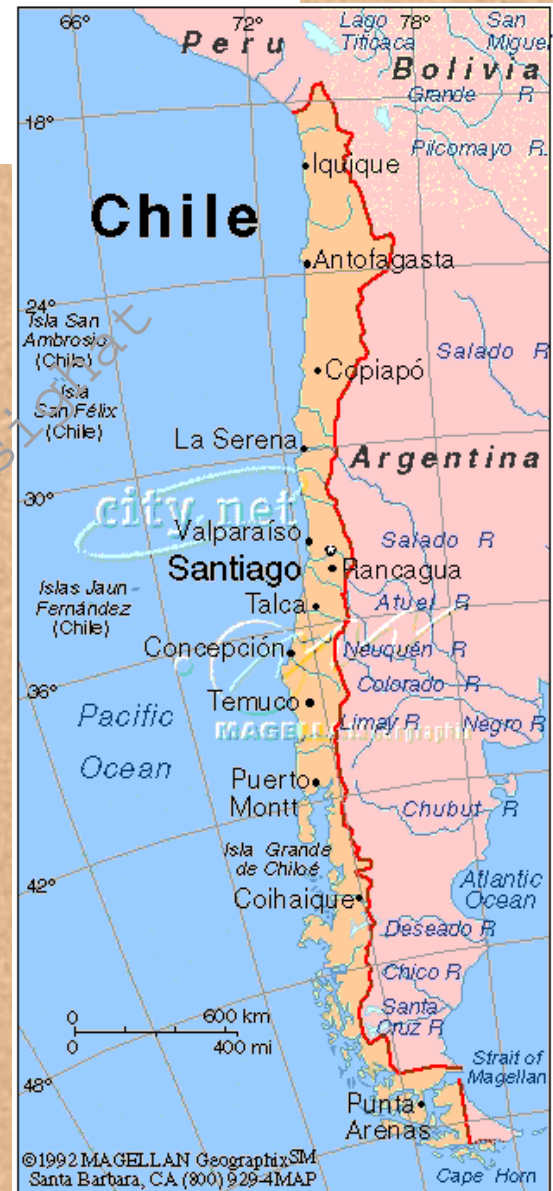 66°
72°
Lago
Titicaca
78°
San
Miguel
Peru
Bolivia
Grande R
18°
Pilcomayo R.
Iquique
Chile
Antofagasta
24°
Isla San
Ambrosio
(Chile)
Salado R
Copiapó
Isla
San Félix
(Chile)
La Serena
Argentina
30°
city.net
Valparaíso
Salado R
Santiago
Rancagua
Islas Jaun
Fernández
(Chile)
Talca
Atuel R
Concepción
Neuquén R
Colorado R
36°
Temuco
Limay R
Negro R
Pacific
Ocean
Puerto
Montt
Chubut R
Isla Grande
de Chiloé
42°
Atlantic
Ocean
Coihaique
Deseado R
Chico R
Santa
Cruz R
0 600 km
0 400 mi
Strait of
Magellan
48°
Punta
Arenas
©1992 MAGELLAN GeographixSM
Santa Barbara, CA (800) 929-4MAP
Cape Horn